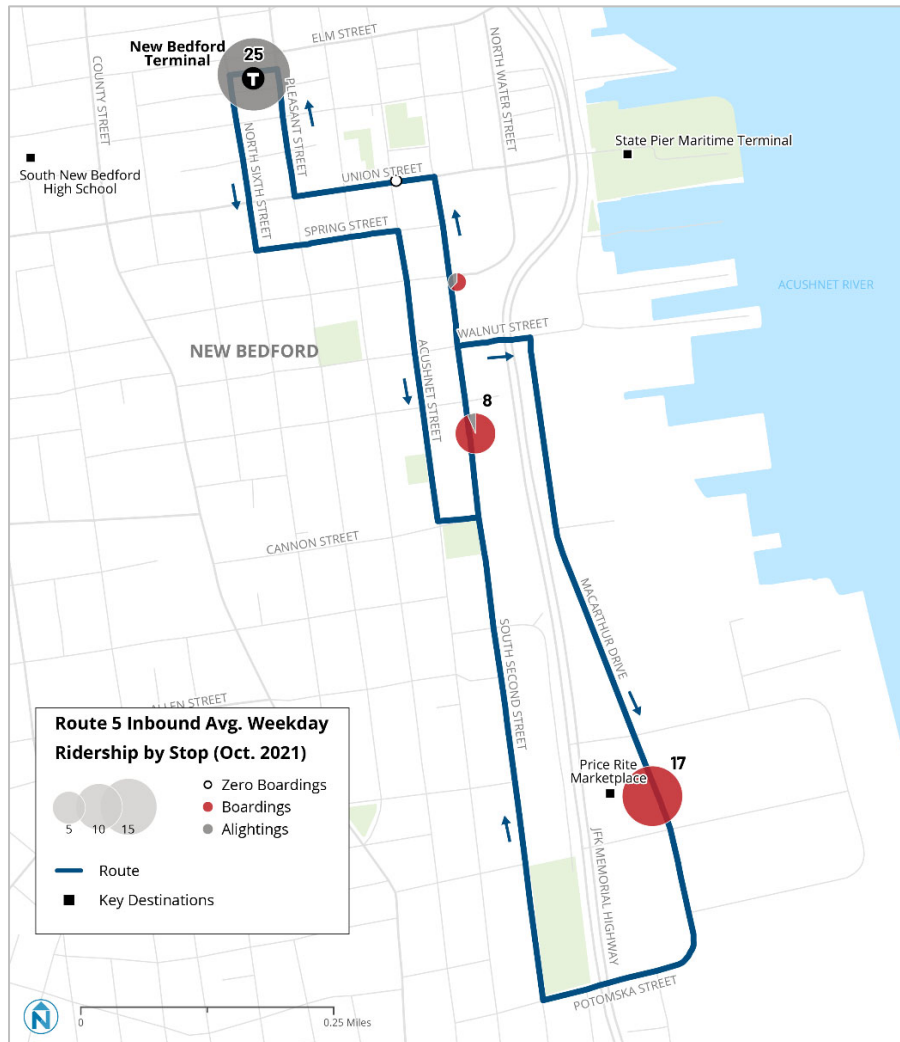 ELM STREET
New Bedford
Terminal
25
T
COUNTY STREET
PLEASANT STREET
NORTH WATER STREET
NORTH SIXTH STREET
South New Bedford
High School
State Pier Maritime Terminal
UNION STREET
SPRING STREET
ACUSHNET RIVER
WALNUT STREET
NEW BEDFORD
ACUSHNET STREET
8
CANNON STREET
MACARTHUR DRIVE
SOUTH SECOND STREET
ALLEN STREET
Price Rite
Marketplace
17
JFK MEMORIAL HIGHWAY
POTOMSKA STREET
Route 5 Inbound Avg. Weekday
Ridership by Stop (Oct. 2021)
5 10 15
Zero Boardings
Boardings
Alightings
Route
Key Destinations
N
0 0.25 Miles